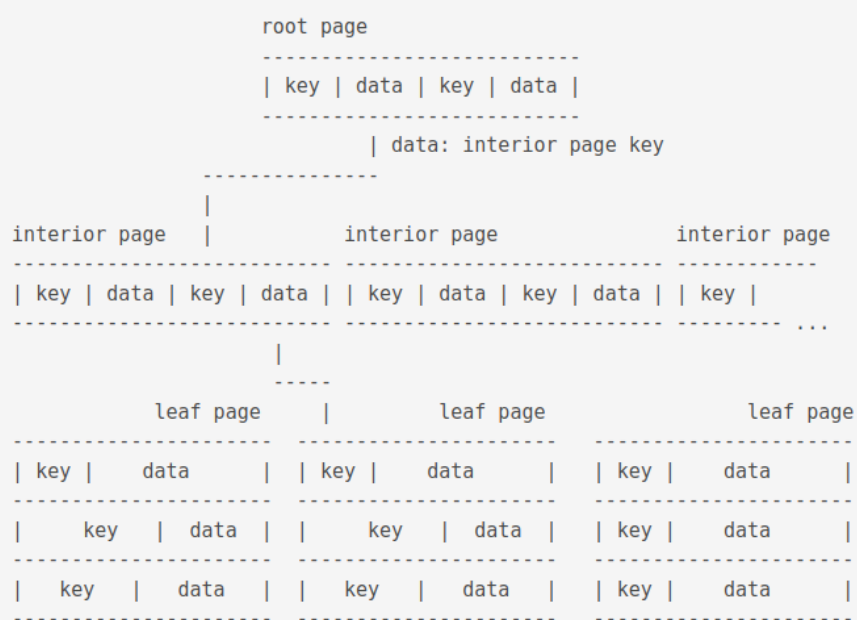 root page
---------------------------
| key | data | key | data |
---------------------------
| data: interior page key
---------------
|
interior page | interior page interior page
--------------------------- --------------------------- ------------
| key | data | key | data | | key | data | key | data | | key |
--------------------------- --------------------------- --------- ...
|
-----
leaf page | leaf page leaf page
---------------------- ---------------------- ----------------------
| key | data | | key | data | | key | data |
---------------------- ---------------------- ----------------------
| key | data | | key | data | | key | data |
---------------------- ---------------------- ----------------------
| key | data | | key | data | | key | data |
---------------------- ---------------------- ----------------------